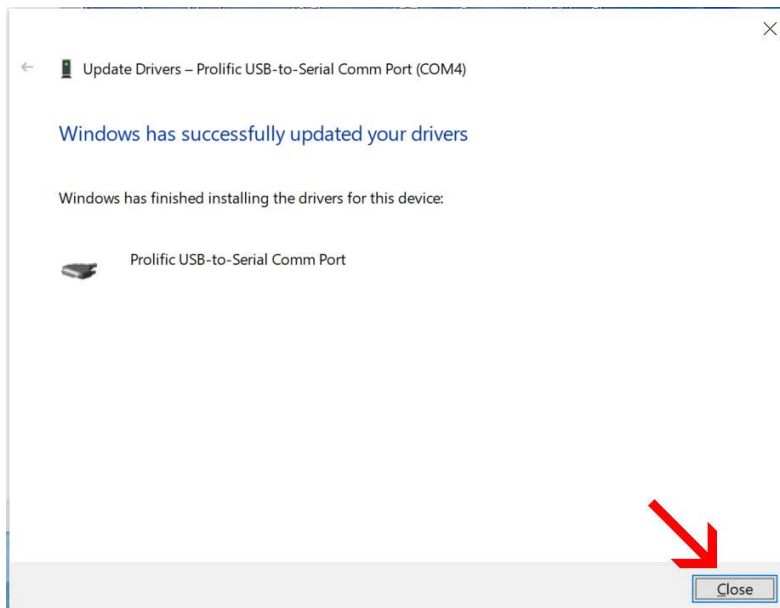 Update Drivers – Prolific USB-to-Serial Comm Port (COM4)
Windows has successfully updated your drivers
Windows has finished installing the drivers for this device:
Prolific USB-to-Serial Comm Port
Close